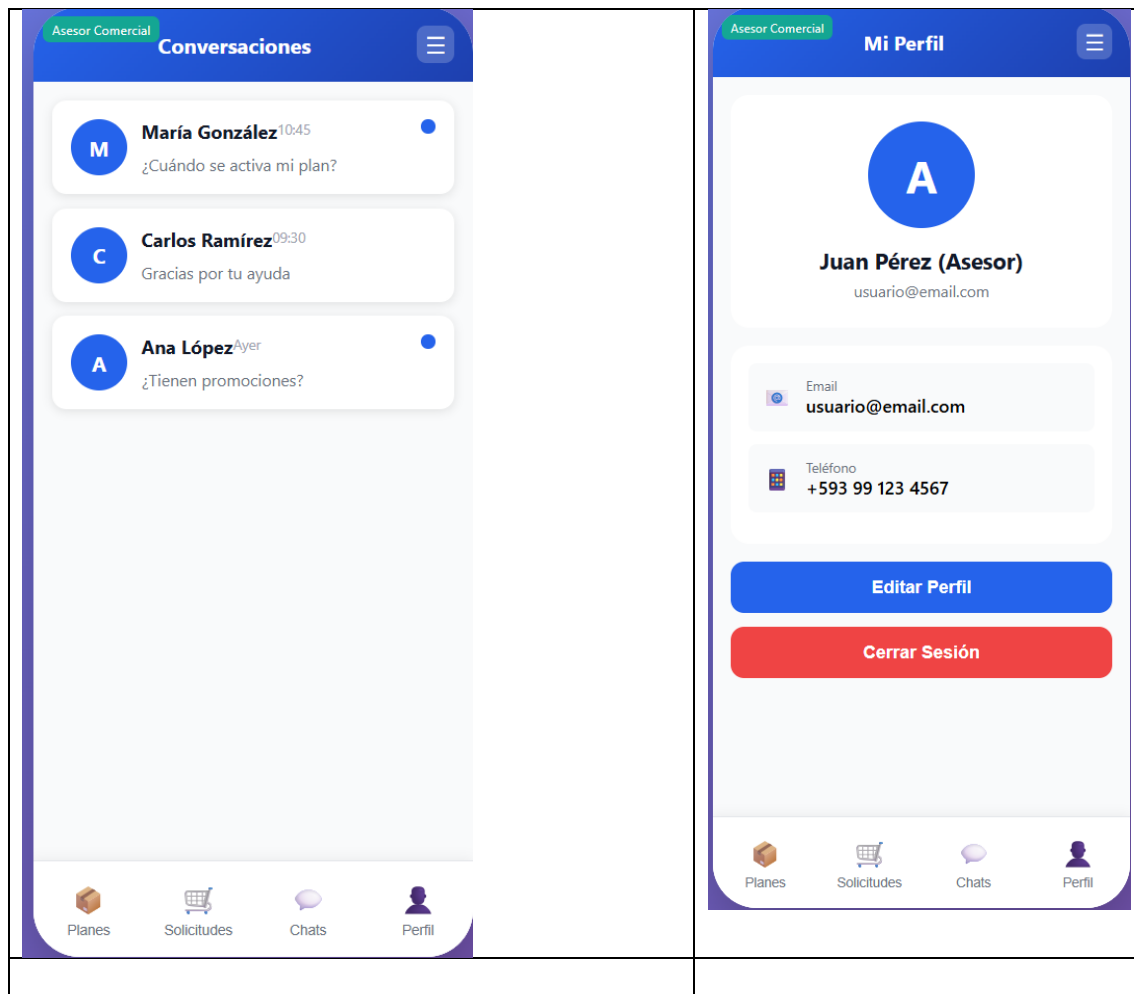 Asesor Comercial
Conversaciones
☰
M
María González 10:45
¿Cuándo se activa mi plan?
C
Carlos Ramírez 09:30
Gracias por tu ayuda
A
Ana López Ayer
¿Tienen promociones?
Planes
Solicitudes
Chats
Perfil
Asesor Comercial
Mi Perfil
☰
A
Juan Pérez (Asesor)
usuario@email.com
Email
usuario@email.com
Teléfono
+593 99 123 4567
Editar Perfil
Cerrar Sesión
Planes
Solicitudes
Chats
Perfil